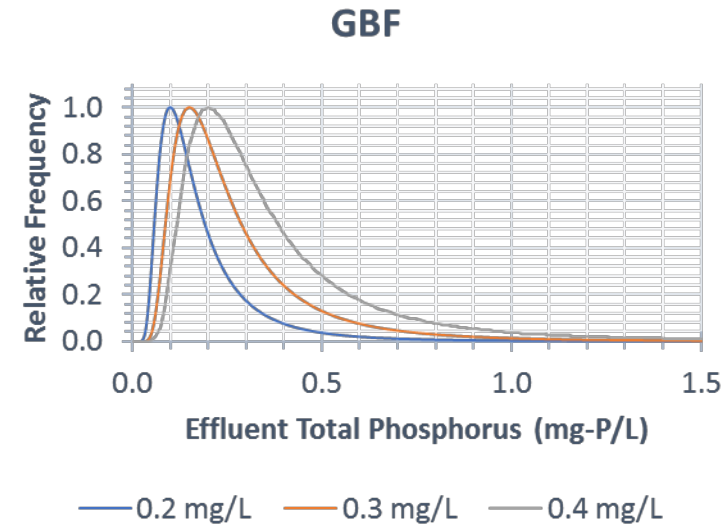 GBF
Relative Frequency
1.0
0.8
0.6
0.4
0.2
0.0
0.0 0.5 1.0 1.5
Effluent Total Phosphorus (mg-P/L)
0.2 mg/L 0.3 mg/L 0.4 mg/L